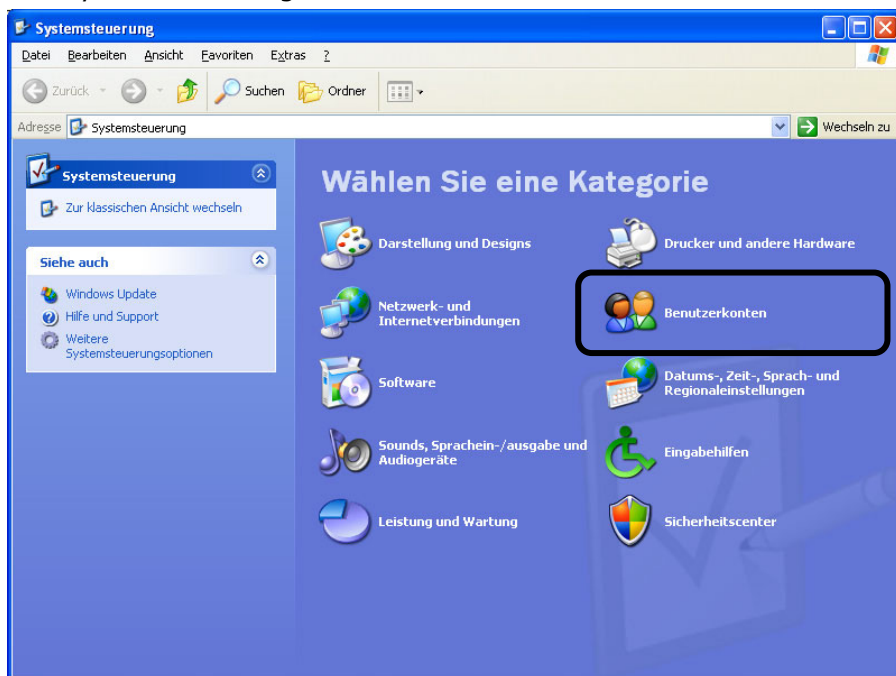 Systemsteuerung
Datei Bearbeiten Ansicht Favoriten Extras ?
Zurück Suchen Ordner
Adresse Systemsteuerung Wechseln zu
Systemsteuerung
Zur klassischen Ansicht wechseln
Siehe auch
Windows Update
Hilfe und Support
Weitere
Systemsteuerungsoptionen
Wählen Sie eine Kategorie
Darstellung und Designs
Drucker und andere Hardware
Netzwerk- und
Internetverbindungen
Benutzerkonten
Software
Datums-, Zeit-, Sprach- und
Regionaleinstellungen
Sounds, Sprachein-/ausgabe und
Audiogeräte
Eingabehilfen
Leistung und Wartung
Sicherheitscenter